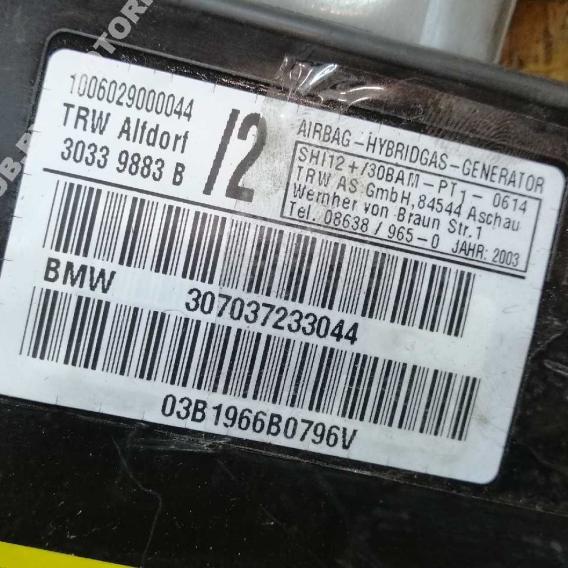 1006029000044
TRW Alfdorf
3033 9883 B
/2
AIRBAG-HYBRIDGAS-GENERATOR
SHI12+/30BAM-PT1-0614
TRW AS GmbH,84544 Aschau
Wernher von Braun Str.1
Tel. 08638/965-0 JAHR: 2003
BMW 307037233044
03B1966B0796V